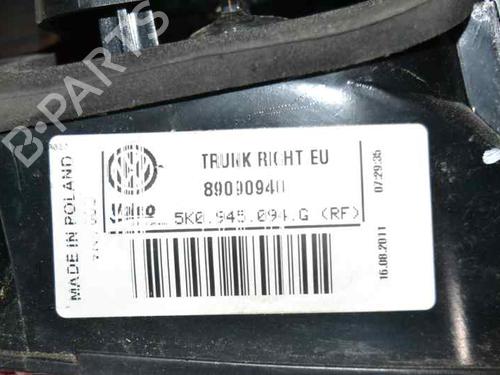 B-PARTS
TRUNK RIGHT EU
89090940
Valeo
5K0.945.094.G (RF)
MADE IN POLAND
07:29:35
16.08.2011